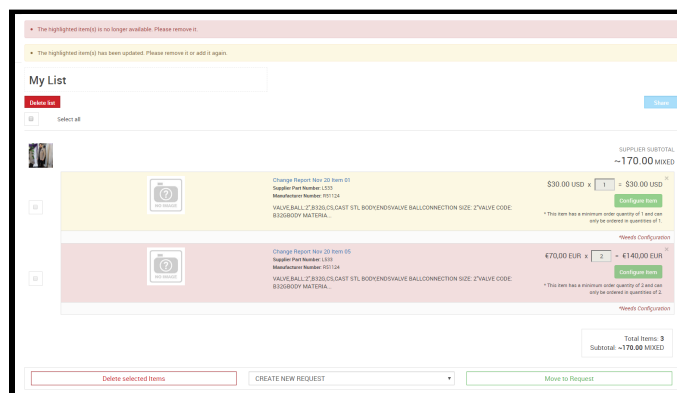 The highlighted item(s) is no longer available. Please remove it.
The highlighted item(s) has been updated. Please remove it or add it again.
My List
Delete list
Share
Select all
SUPPLIER SUBTOTAL
~170.00 MIXED
Change Report Nov 20 Item 01
Supplier Part Number: L533
Manufacturer Number: R51124
VALVE,BALL:2",B32G,CS,CAST STL BODY,ENDSVALVE BALLCONNECTION SIZE: 2"VALVE CODE:
B32GBODY MATERIA...
NO IMAGE
$30.00 USD x 1 = $30.00 USD
×
Configure Item
* This item has a minimum order quantity of 1 and can
only be ordered in quantities of 1.
*Needs Configuration
Change Report Nov 20 Item 05
Supplier Part Number: L533
Manufacturer Number: R51124
VALVE,BALL:2",B32G,CS,CAST STL BODY,ENDSVALVE BALLCONNECTION SIZE: 2"VALVE CODE:
B32GBODY MATERIA...
NO IMAGE
€70,00 EUR x 2 = €140,00 EUR
×
Configure Item
* This item has a minimum order quantity of 2 and can
only be ordered in quantities of 2.
*Needs Configuration
Total Items: 3
Subtotal: ~170.00 MIXED
Delete selected Items
CREATE NEW REQUEST
Move to Request